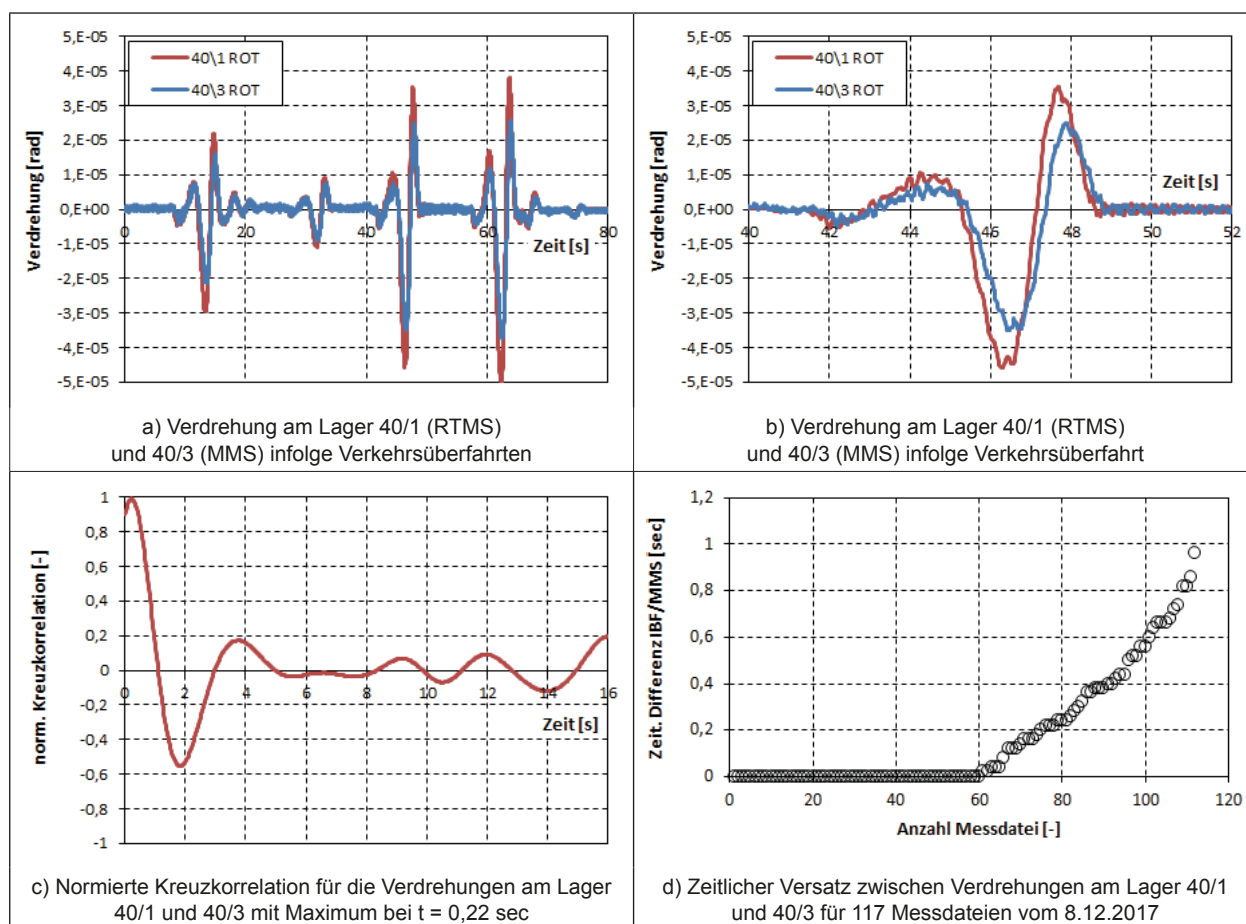 5,E-05
4,E-05
3,E-05
2,E-05
1,E-05
0,E+00
-1,E-05
-2,E-05
-3,E-05
-4,E-05
-5,E-05
Verdrehung [rad]
40\1 ROT
40\3 ROT
0
20
40
60
80
Zeit [s]
a) Verdrehung am Lager 40/1 (RTMS)
und 40/3 (MMS) infolge Verkehrsüberfahrten
5,E-05
4,E-05
3,E-05
2,E-05
1,E-05
0,E+00
-1,E-05
-2,E-05
-3,E-05
-4,E-05
-5,E-05
Verdrehung [rad]
40\1 ROT
40\3 ROT
Zeit [s]
40
42
44
46
48
50
52
b) Verdrehung am Lager 40/1 (RTMS)
und 40/3 (MMS) infolge Verkehrsüberfahrt
1
0,8
0,6
0,4
0,2
0
-0,2
-0,4
-0,6
-0,8
-1
norm. Kreuzkorrelation [-]
0
2
4
6
8
10
12
14
16
Zeit [s]
c) Normierte Kreuzkorrelation für die Verdrehungen am Lager
40/1 und 40/3 mit Maximum bei t = 0,22 sec
1,2
1
0,8
0,6
0,4
0,2
0
Zeit. Differenz IBF/MMS [sec]
0
20
40
60
80
100
120
Anzahl Messdatei [-]
d) Zeitlicher Versatz zwischen Verdrehungen am Lager 40/1
und 40/3 für 117 Messdateien vom 8.12.2017